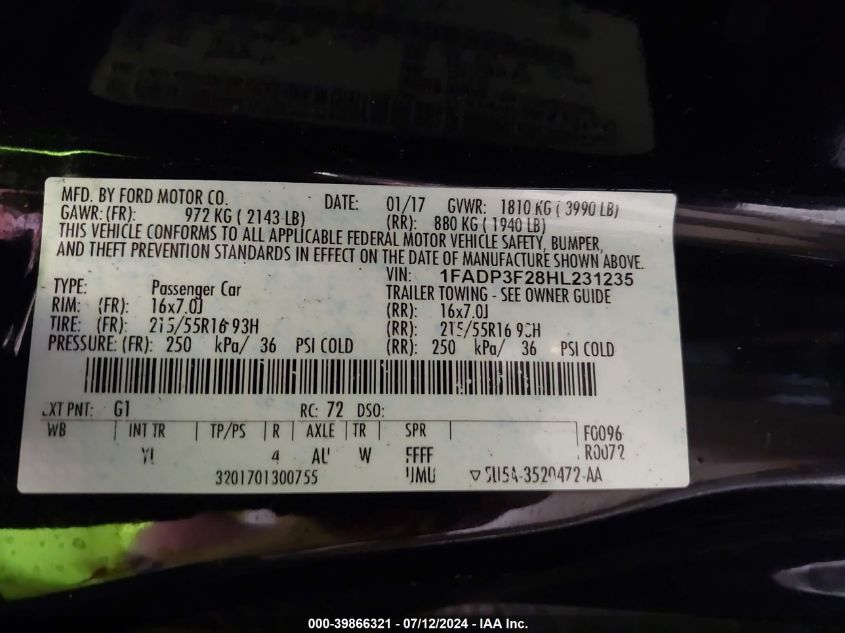 MFD. BY FORD MOTOR CO. DATE: 01/17 GVWR: 1810 KG ( 3990 LB)
GAWR: (FR): 972 KG ( 2143 LB) (RR): 880 KG ( 1940 LB)
THIS VEHICLE CONFORMS TO ALL APPLICABLE FEDERAL MOTOR VEHICLE SAFETY, BUMPER,
AND THEFT PREVENTION STANDARDS IN EFFECT ON THE DATE OF MANUFACTURE SHOWN ABOVE.
VIN: 1FADP3F28HL231235
TYPE: Passenger Car TRAILER TOWING - SEE OWNER GUIDE
RIM: (FR): 16x7.0J (RR): 16x7.0J
TIRE: (FR): 215/55R16 93H (RR): 215/55R16 93H
PRESSURE: (FR): 250 kPa/ 36 PSI COLD (RR): 250 kPa/ 36 PSI COLD
EXT PNT: G1 RC: 72 DSO:
WB INT TR TP/PS R AXLE TR SPR F0096
4 W FFFF R0072
3201701300755 UMU
000-39866321 - 07/12/2024 - IAA Inc.